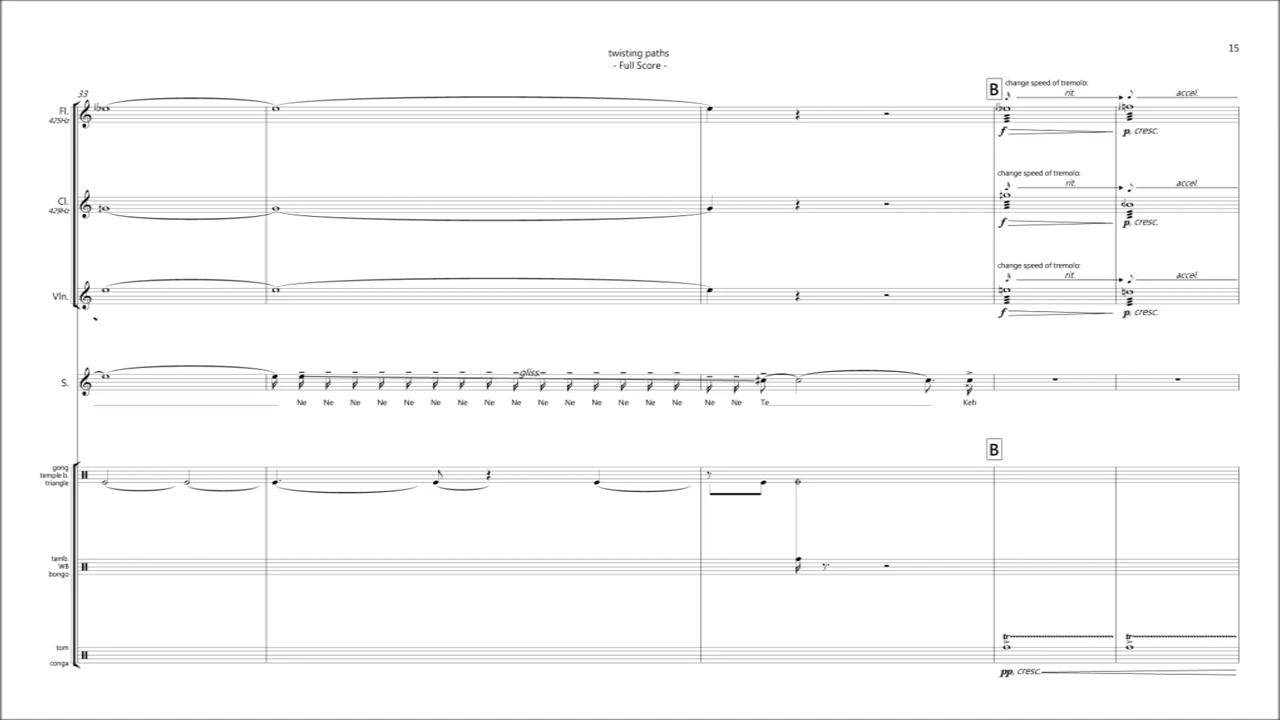 15
twisting paths
- Full Score -
33
B
change speed of tremolo:
rit.
accel.
Fl.
425Hz
f
p, cresc.
change speed of tremolo:
rit.
accel.
Cl.
429Hz
f
p, cresc.
change speed of tremolo:
rit.
accel.
Vln.
f
p, cresc.
S.
gliss.
Ne Ne Ne Ne Ne Ne Ne Ne Ne Ne Ne Ne Ne Ne Ne Ne Ne Te Keh
B
gong
temple b.
triangle
tamb.
WB
bongo
tom
conga
pp, cresc.